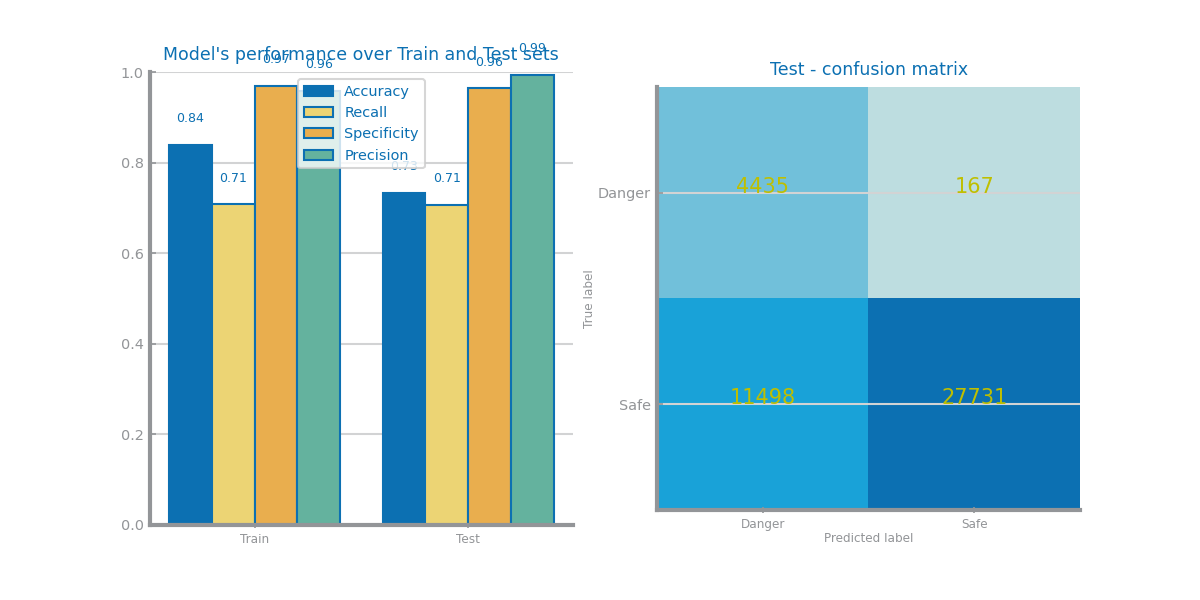 Model's performance over Train and Test sets
0.99
0.97
0.96
0.96
1.0
Accuracy
Recall
Specificity
Precision
0.84
0.8
0.73
0.71
0.71
0.6
0.4
0.2
0.0
Train
Test
Test - confusion matrix
True label
Danger
4435
167
Safe
11498
27731
Danger
Safe
Predicted label